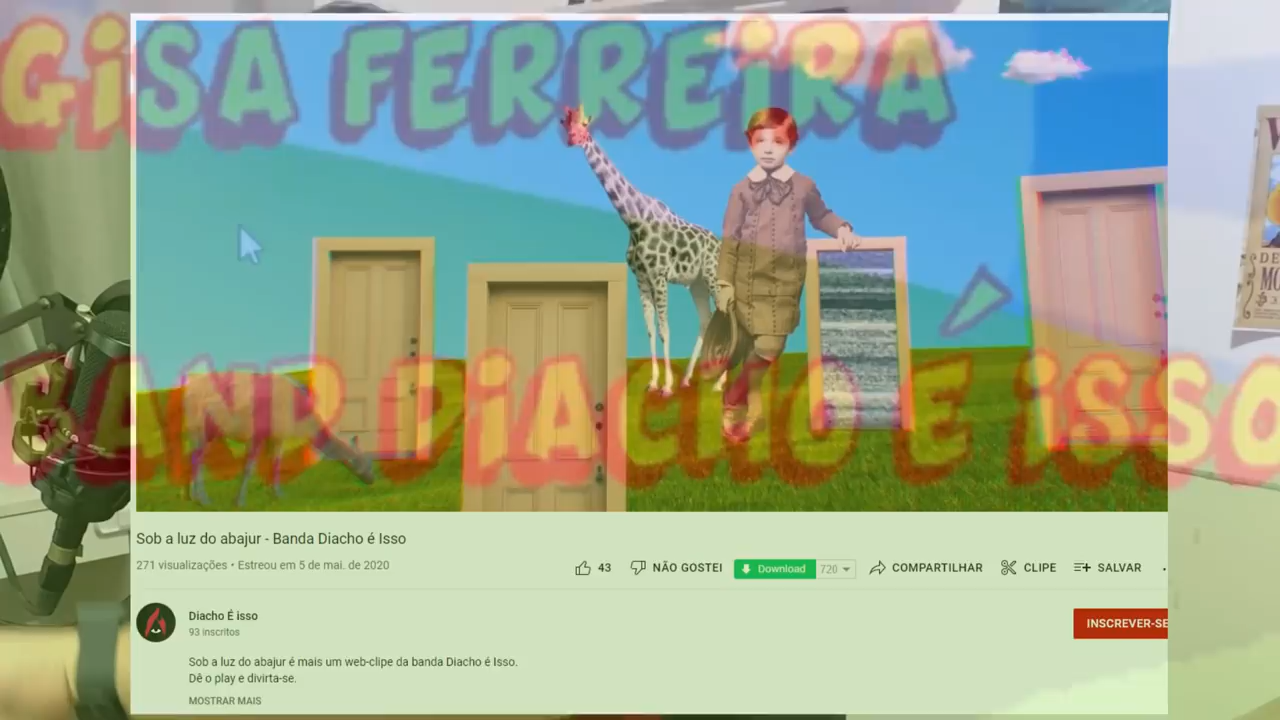 GiSA FERREiRA
DiACHO E iSSO
Sob a luz do abajur - Banda Diacho é Isso
271 visualizações • Estreou em 5 de mai. de 2020
43 NÃO GOSTEI Download 720 COMPARTILHAR CLIPE SALVAR
Diacho É isso
93 inscritos
INSCREVER-SE
Sob a luz do abajur é mais um web-clipe da banda Diacho é Isso.
Dê o play e divirta-se.
MOSTRAR MAIS